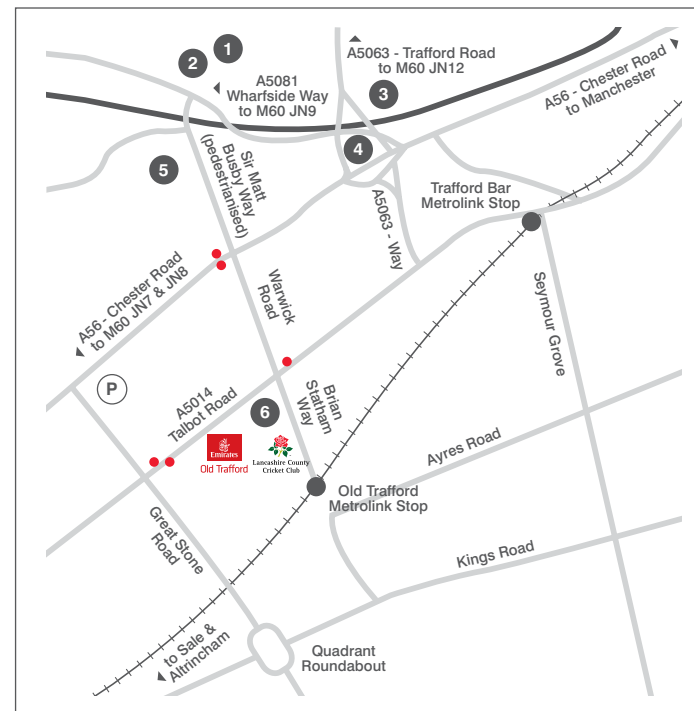 1
2
A5081
Wharfside Way
to M60 JN9
A5063 - Trafford Road
to M60 JN12
3
A56 - Chester Road
to Manchester
4
5
Sir Matt
Busby Way
(pedestrianised)
A5063 - Way
Trafford Bar
Metrolink Stop
A56 - Chester Road
to M60 JN7 & JN8
Warwick
Road
Seymour Grove
P
A5014
Talbot Road
6
Brian
Statham
Way
Emirates
Old Trafford
Lancashire County
Cricket Club
Ayres Road
Old Trafford
Metrolink Stop
Great Stone
Road
Kings Road
to Sale &
Altrincham
Quadrant
Roundabout